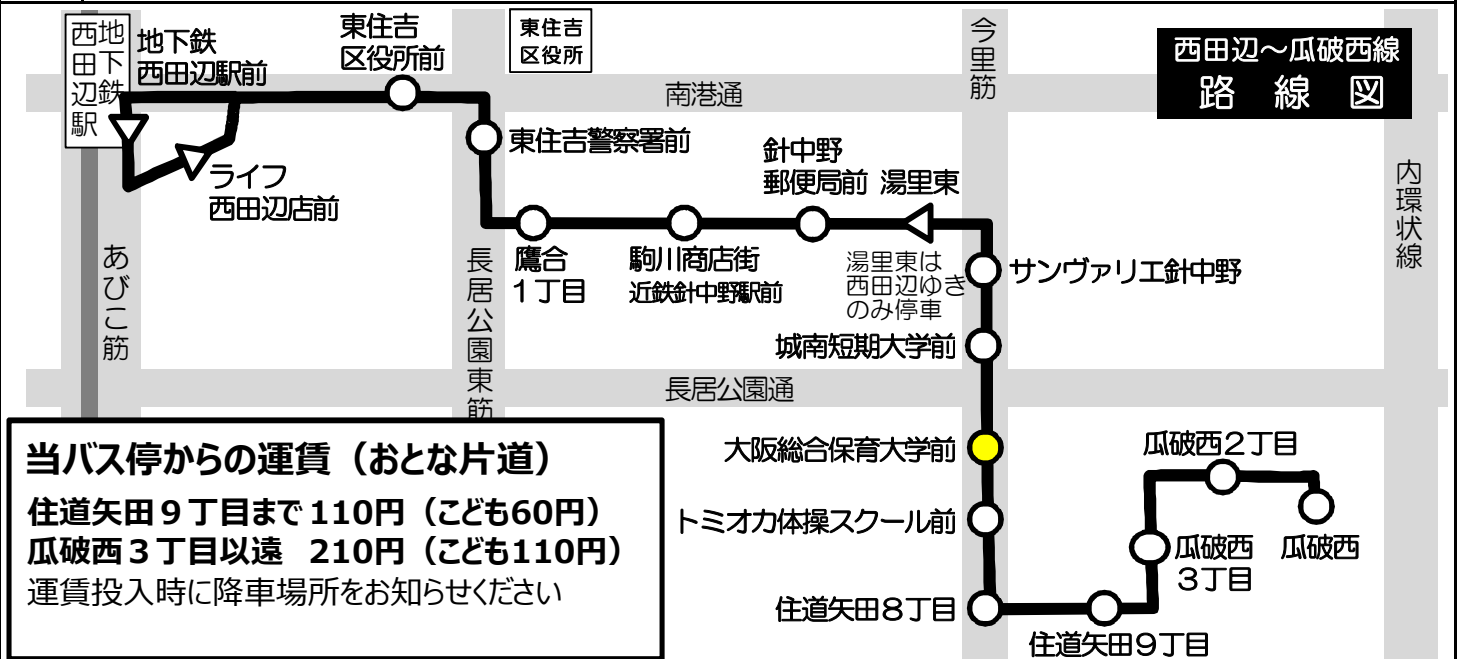 地下鉄
西田辺駅
地下鉄
西田辺駅前
東住吉
区役所前
東住吉
区役所
今里筋
西田辺～瓜破西線
路線図
南港通
東住吉警察署前
ライフ
西田辺店前
針中野
郵便局前
湯里東
内環状線
あびこ筋
長居公園東筋
鷹合
1丁目
駒川商店街
近鉄針中野駅前
湯里東は
西田辺ゆき
のみ停車
サンヴァリエ針中野
城南短期大学前
長居公園通
大阪総合保育大学前
瓜破西2丁目
トミオカ体操スクール前
瓜破西
3丁目
瓜破西
住道矢田8丁目
住道矢田9丁目
当バス停からの運賃（おとな片道）
住道矢田９丁目まで 110円（こども60円）
瓜破西３丁目以遠 210円（こども110円）
運賃投入時に降車場所をお知らせください